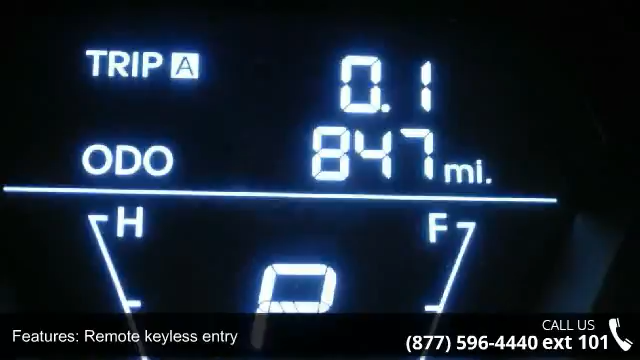 TRIP A 0.1
ODO 847 mi.
H F
P
CALL US
Features: Remote keyless entry
(877) 596-4440 ext 101